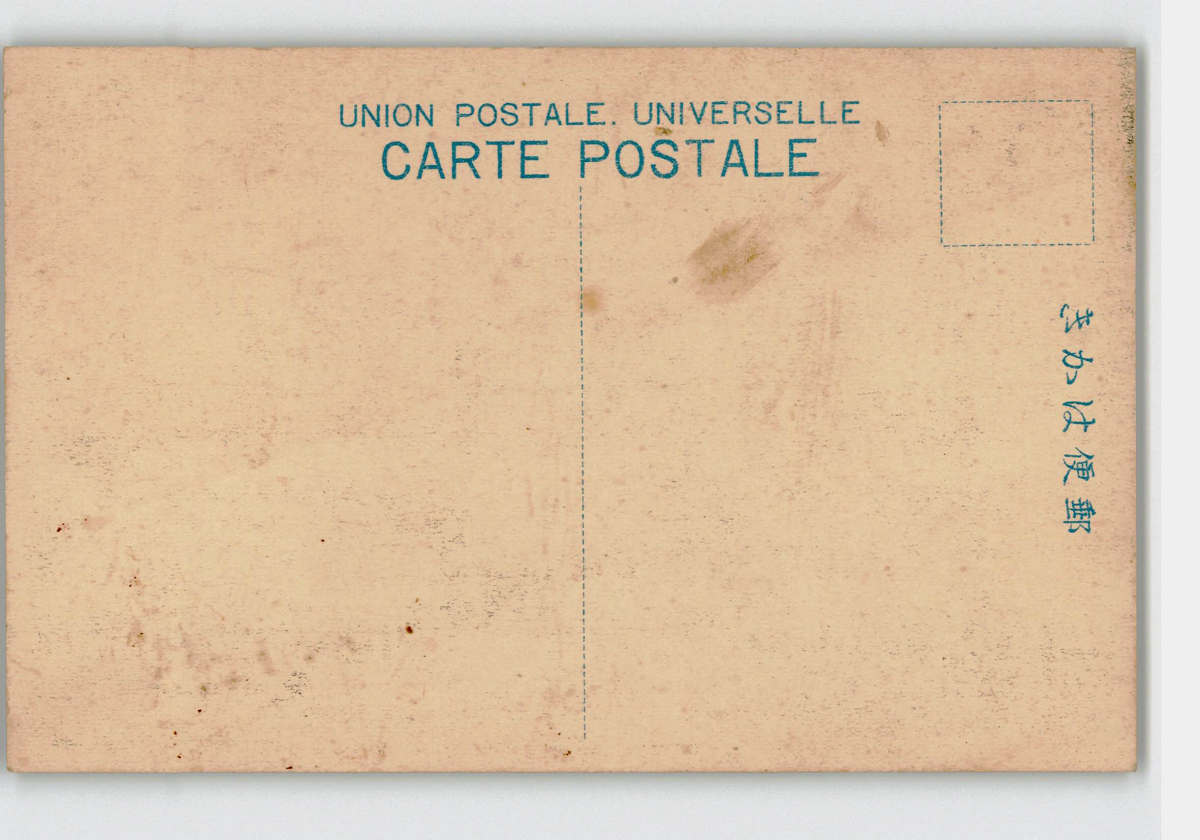 UNION POSTALE. UNIVERSELLE
CARTE POSTALE
郵便はかき